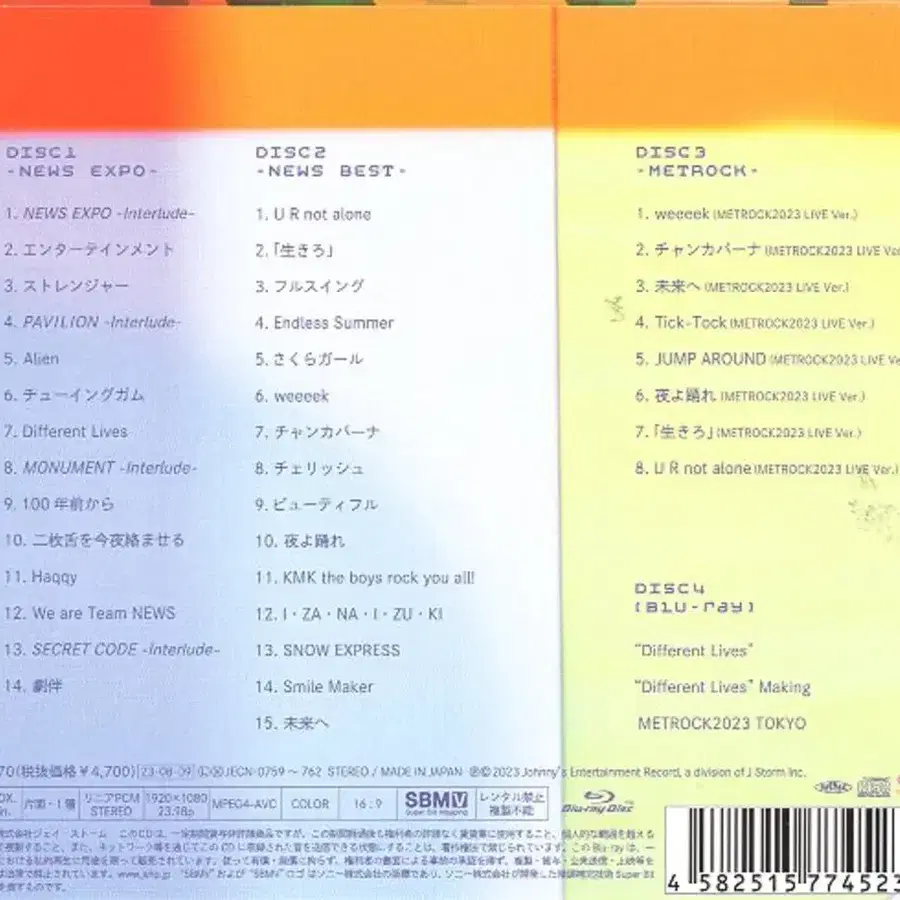 DISC1
-NEWS EXPO-
1. NEWS EXPO -Interlude-
2. エンターテインメント
3. ストレンジャー
4. PAVILION -Interlude-
5. Alien
6. チューイングガム
7. Different Lives
8. MONUMENT -Interlude-
9. 100年前から
10. 二枚舌を今夜絡ませる
11. Haqqy
12. We are Team NEWS
13. SECRET CODE -Interlude-
14. 劇伴
DISC2
-NEWS BEST-
1. U R not alone
2. 「生きろ」
3. フルスイング
4. Endless Summer
5. さくらガール
6. weeeek
7. チャンカパーナ
8. チェリッシュ
9. ビューティフル
10. 夜よ踊れ
11. KMK the boys rock you all!
12. I・ZA・NA・I・ZU・KI
13. SNOW EXPRESS
14. Smile Maker
15. 未来へ
DISC3
-METROCK-
1. weeeek (METROCK2023 LIVE Ver.)
2. チャンカパーナ (METROCK2023 LIVE Ve
3. 未来へ (METROCK2023 LIVE Ver.)
4. Tick-Tock (METROCK2023 LIVE Ver.)
5. JUMP AROUND (METROCK2023 LIVE Ve
6. 夜よ踊れ (METROCK2023 LIVE Ver.)
7. 「生きろ」 (METROCK2023 LIVE Ver.)
8. U R not alone (METROCK2023 LIVE Ver.)
DISC4
(BLU-ray)
"Different Lives"
"Different Lives" Making
METROCK2023 TOKYO
70(税抜価格¥4,700) 23・08・09 JECN-0759~762 STEREO / MADE IN JAPAN ℗©2023 Johnny's Entertainment Record, a division of J Storm Inc.
片面・1層 リニアPCM STEREO 1920×1080 23.98p MPEG4-AVC COLOR 16:9 SBMV Super Bit Mapping レンタル禁止 複製不能
Blu-ray Disc
4 582515 774523